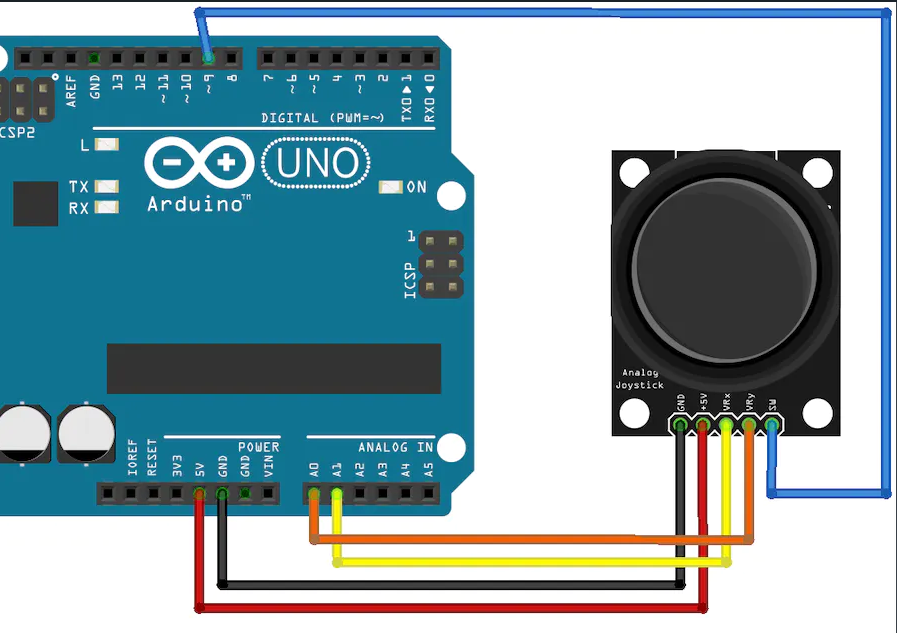 AREF
GND
13
12
~11
~10
~9
8
7
~6
~5
4
~3
2
TX0▶1
RX0◀0
CSP2
DIGITAL (PWM=~)
L
TX
RX
UNO
ON
Arduino™
1
ICSP
Analog
Joystick
GND
+5V
VRx
VRy
SW
POWER
ANALOG IN
IOREF
RESET
3V3
5V
GND
GND
VIN
A0
A1
A2
A3
A4
A5